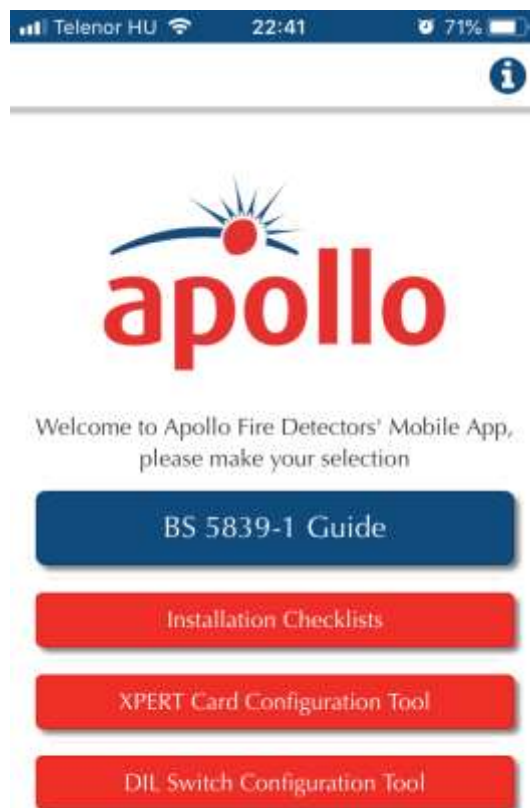 Telenor HU 22:41 71%
apollo
Welcome to Apollo Fire Detectors' Mobile App,
please make your selection
BS 5839-1 Guide
Installation Checklists
XPERT Card Configuration Tool
DIL Switch Configuration Tool